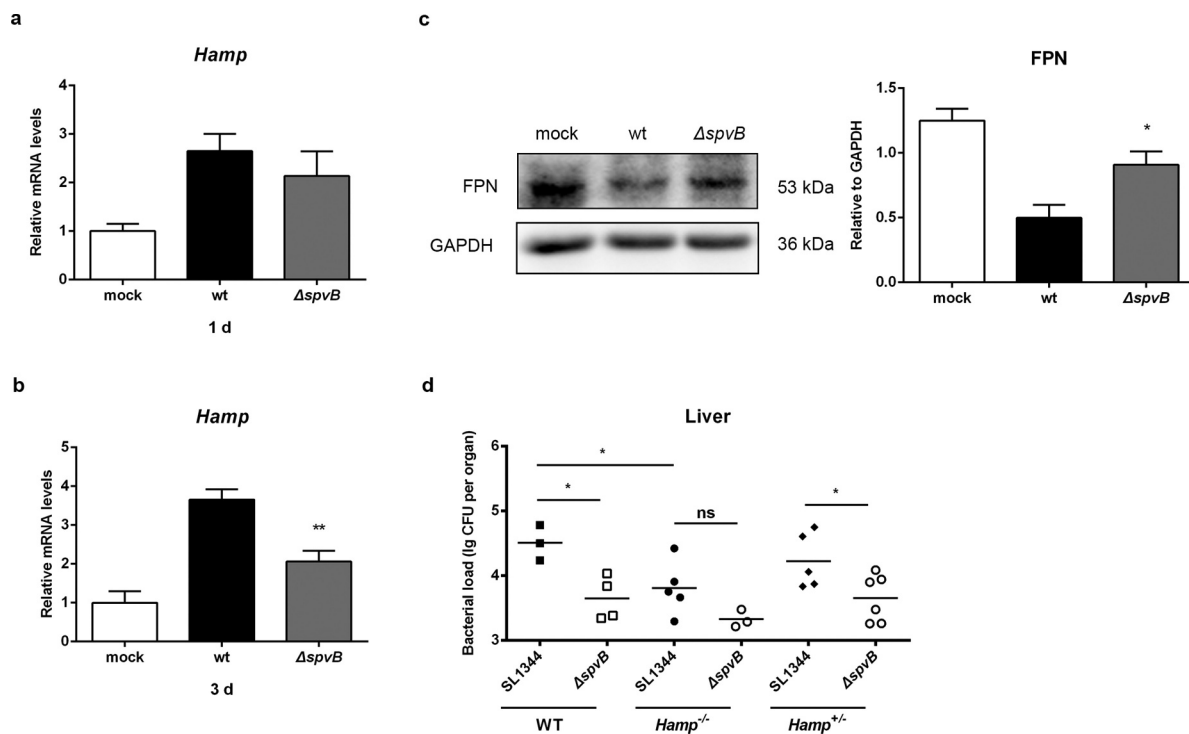 a
Hamp
Relative mRNA levels
4
3
2
1
0
mock wt ΔspvB
1 d
b
Hamp
Relative mRNA levels
5
4
3
2
1
0
mock wt ΔspvB
**
3 d
c
mock wt ΔspvB
FPN 53 kDa
GAPDH 36 kDa
FPN
Relative to GAPDH
1.5
1.0
0.5
0.0
*
mock wt ΔspvB
d
Liver
Bacterial load (lg CFU per organ)
6
5
4
3
*
*
ns
*
SL1344 ΔspvB SL1344 ΔspvB SL1344 ΔspvB
WT Hamp-/- Hamp+/-